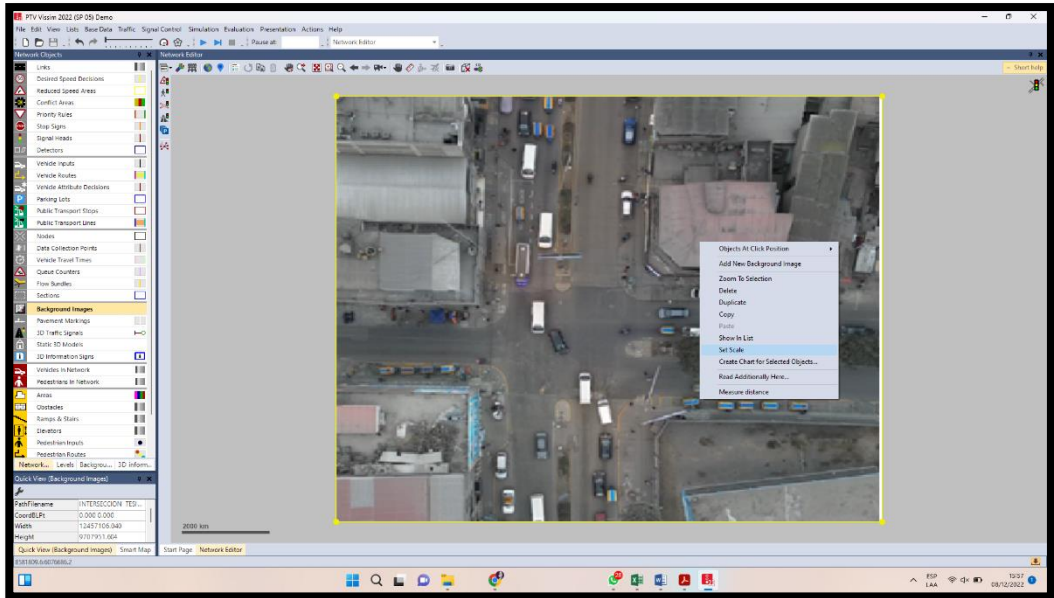 PTV Vissim 2022 (SP 05) Demo
File Edit View Lists Base Data Traffic Signal Control Simulation Evaluation Presentation Actions Help
Pause at: Network Editor
Network Objects
Network Editor
Short help
Links
Desired Speed Decisions
Reduced Speed Areas
Conflict Areas
Priority Rules
Stop Signs
Signal Heads
Detectors
Vehicle Inputs
Vehicle Routes
Vehicle Attribute Decisions
Parking Lots
Public Transport Stops
Public Transport Lines
Nodes
Data Collection Points
Vehicle Travel Times
Queue Counters
Flow Bundles
Sections
Background Images
Pavement Markings
3D Traffic Signals
Static 3D Models
3D Information Signs
Vehicles In Network
Pedestrians In Network
Areas
Obstacles
Ramps & Stairs
Elevators
Pedestrian Inputs
Pedestrian Routes
Network... Levels Backgrou... 3D Inform...
Objects At Click Position
Add New Background Image
Zoom To Selection
Delete
Duplicate
Copy
Paste
Show In List
Set Scale
Create Chart for Selected Objects...
Read Additionally Here...
Measure distance
Quick View (Background Images)
PathFilename INTERSECCION TESI...
CoordBLPt 0.000 0.000
Width 12457106.040
Height 9707951.604
2000 km
Quick View (Background Images) Smart Map
Start Page Network Editor
ESP
LAA
15:57
08/12/2022